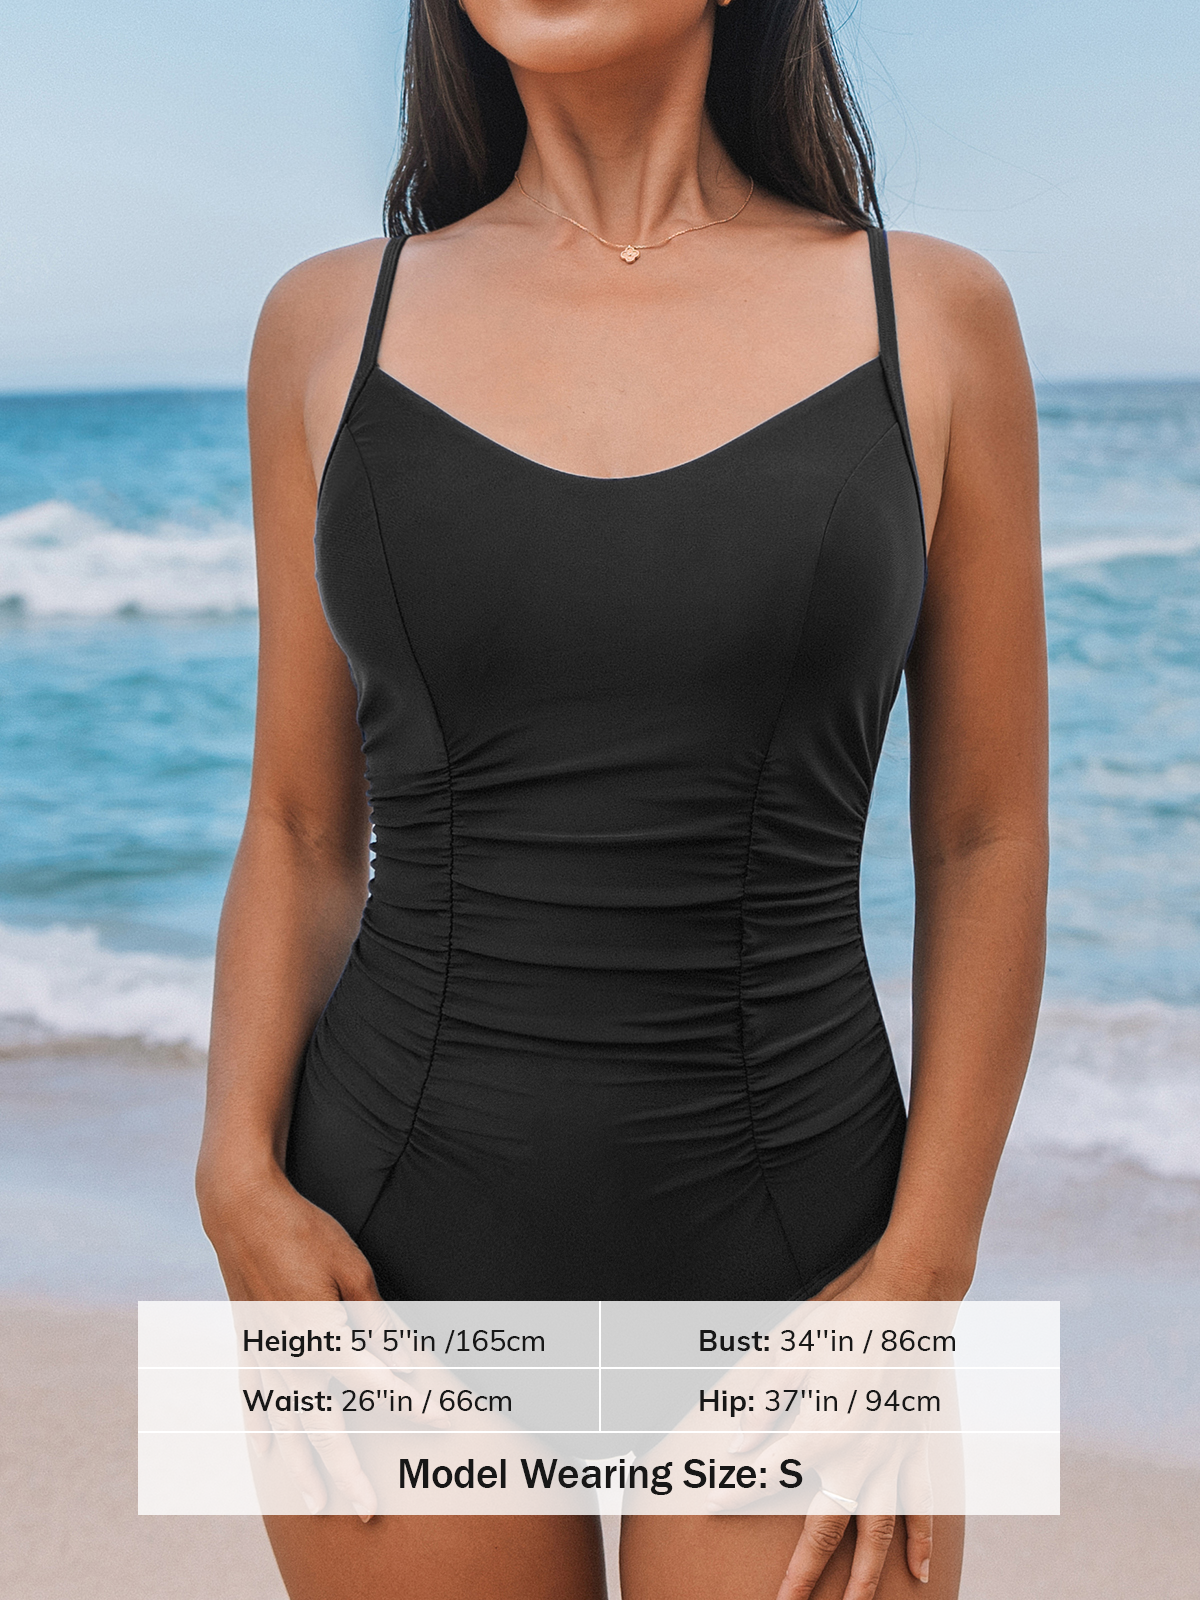 Height: 5' 5''in /165cm
Bust: 34''in / 86cm
Waist: 26''in / 66cm
Hip: 37''in / 94cm
Model Wearing Size: S